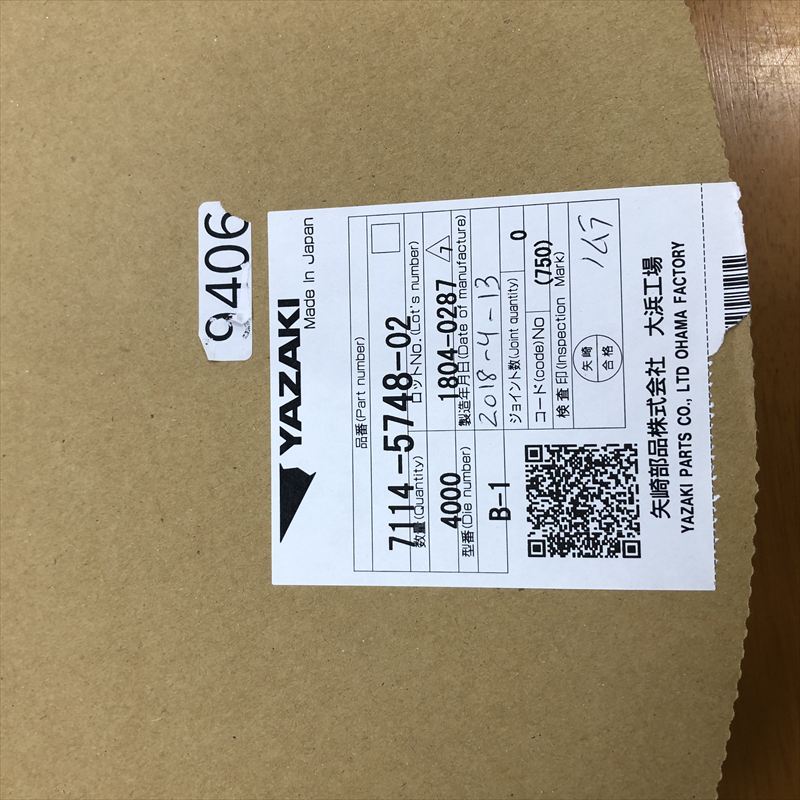 9406
YAZAKI
Made In Japan
品番(Part number)
7114-5748-02
数量(Quantity)
ロットNo.(Lot's number)
4000
1804-0287
7
型番(Die number)
製造年月日(Date of manufacture)
B-1
2018-4-13
ジョイント数(Joint quantity)
0
コード(code)No
(750)
検査印(Inspection Mark)
矢崎
合格
矢崎部品株式会社 大浜工場
YAZAKI PARTS CO., LTD OHAMA FACTORY